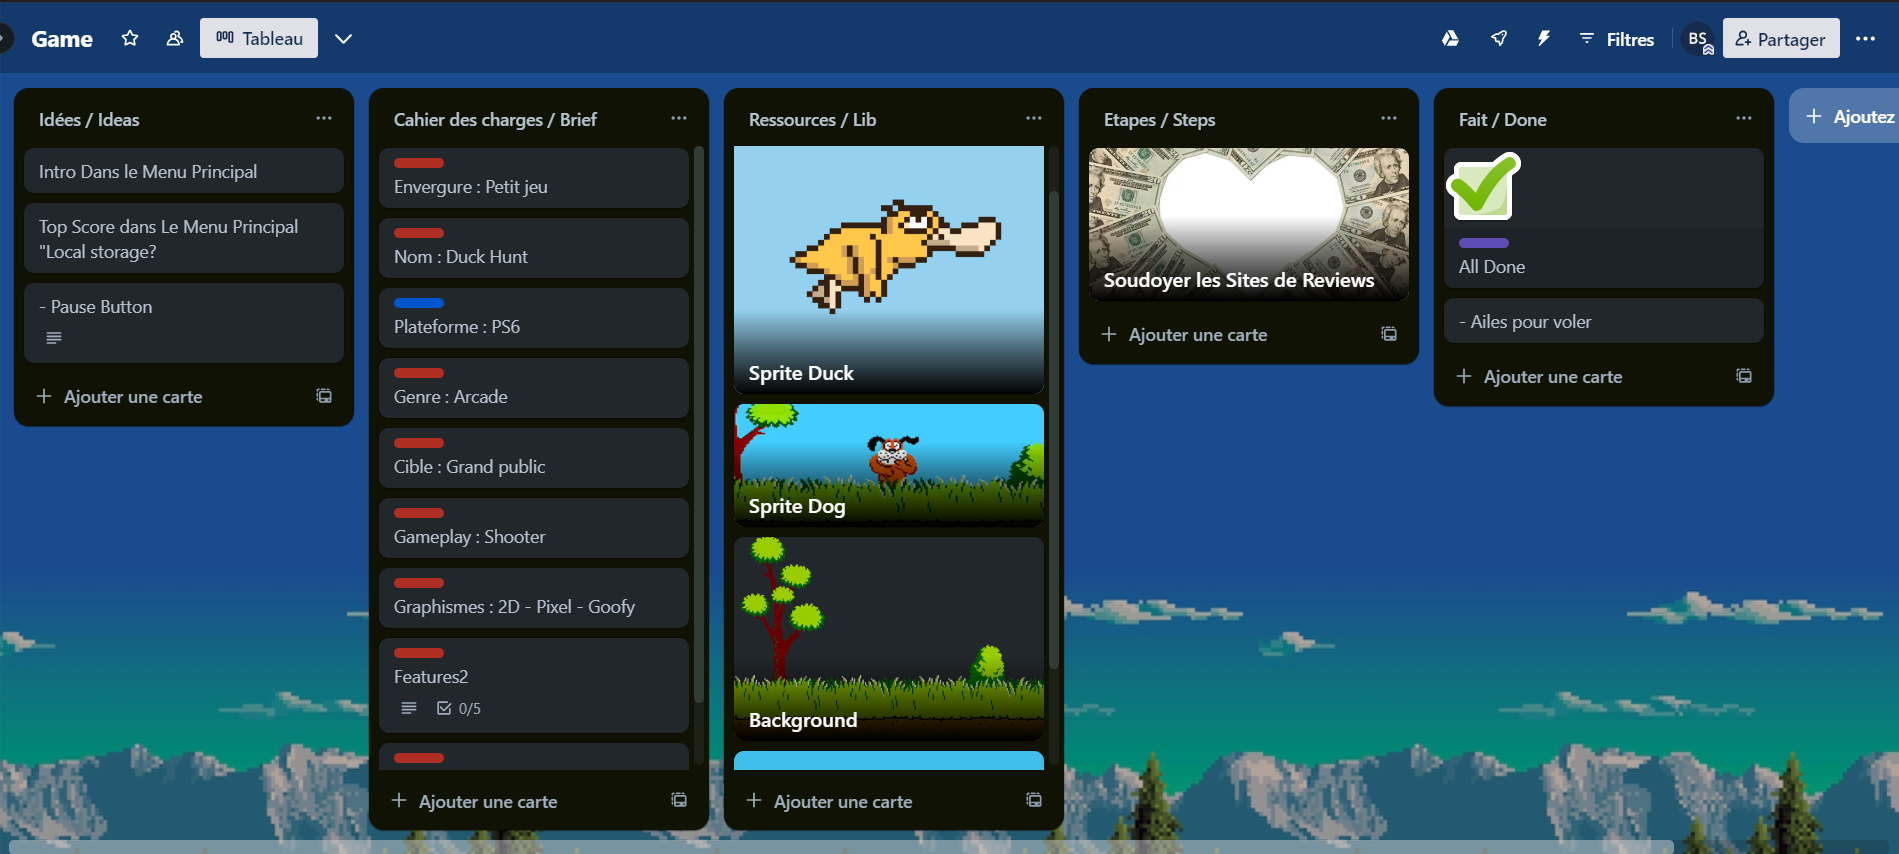 Game
Tableau
Filtres
BS
Partager
Idées / Ideas
Intro Dans le Menu Principal
Top Score dans Le Menu Principal
"Local storage?
- Pause Button
Ajouter une carte
Cahier des charges / Brief
Envergure : Petit jeu
Nom : Duck Hunt
Plateforme : PS6
Genre : Arcade
Cible : Grand public
Gameplay : Shooter
Graphismes : 2D - Pixel - Goofy
Features2
0/5
Ajouter une carte
Ressources / Lib
Sprite Duck
Sprite Dog
Background
Ajouter une carte
Etapes / Steps
Soudoyer les Sites de Reviews
Ajouter une carte
Fait / Done
All Done
- Ailes pour voler
Ajouter une carte
Ajoutez